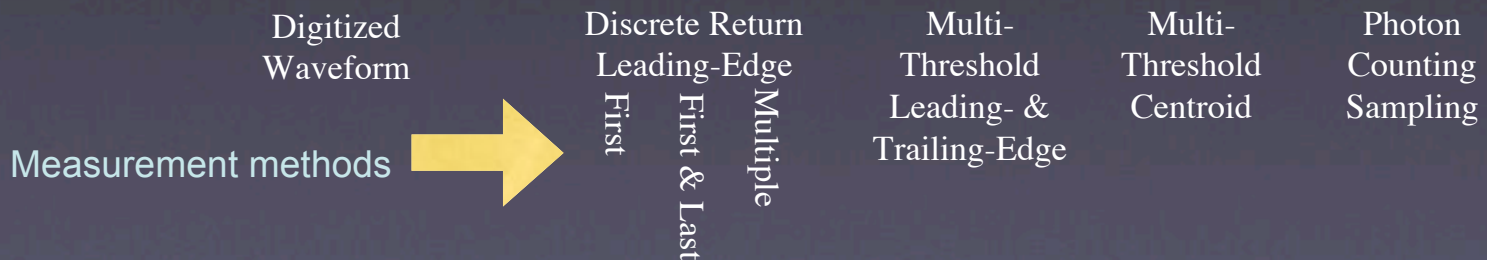 Digitized
Waveform
Discrete Return
Leading-Edge
First
First & Last
Multiple
Multi-
Threshold
Leading- &
Trailing-Edge
Multi-
Threshold
Centroid
Photon
Counting
Sampling
Measurement methods